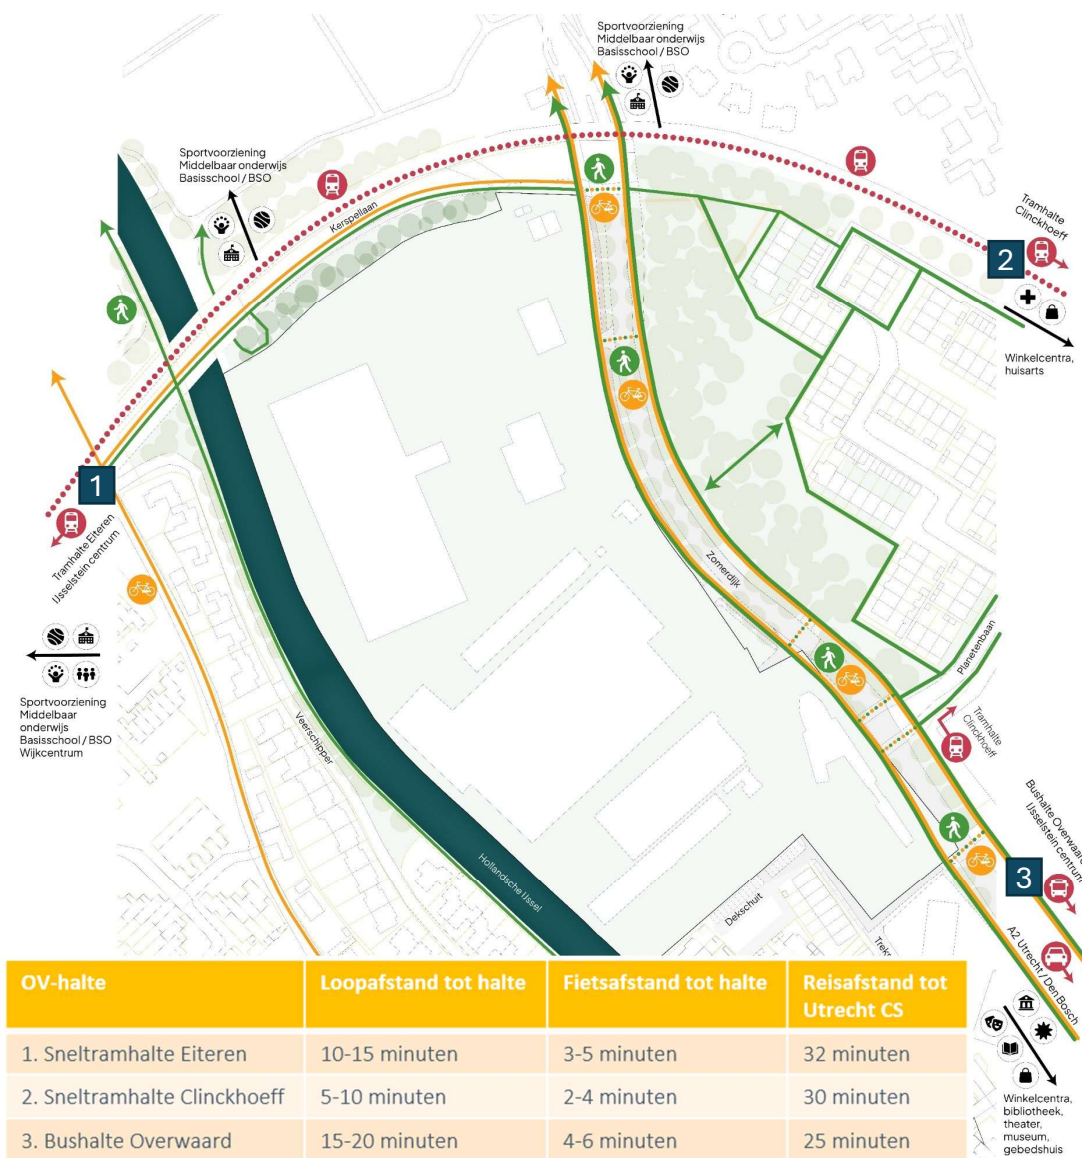 Sportvoorziening
Middelbaar onderwijs
Basisschool / BSO
Sportvoorziening
Middelbaar onderwijs
Basisschool / BSO
Kerspellaan
Tramhalte
Clinckhoeff
2
Winkelcentra,
huisarts
1
Tramhalte Eiteren
IJsselstein centrum
Sportvoorziening
Middelbaar
onderwijs
Basisschool / BSO
Wijkcentrum
Zomerdijk
Planetenbaan
Tramhalte
Clinckhoeff
Veerschipper
Bushalte Overwaard
IJsselstein centrum
3
Hollandsche IJssel
Dekschuit
Treks
A2 Utrecht / Den Bosch
Winkelcentra,
bibliotheek,
theater,
museum,
gebedshuis
OV-halte Loopafstand tot halte Fietsafstand tot halte Reisafstand tot
Utrecht CS
1. Sneltramhalte Eiteren 10-15 minuten 3-5 minuten 32 minuten
2. Sneltramhalte Clinckhoeff 5-10 minuten 2-4 minuten 30 minuten
3. Bushalte Overwaard 15-20 minuten 4-6 minuten 25 minuten